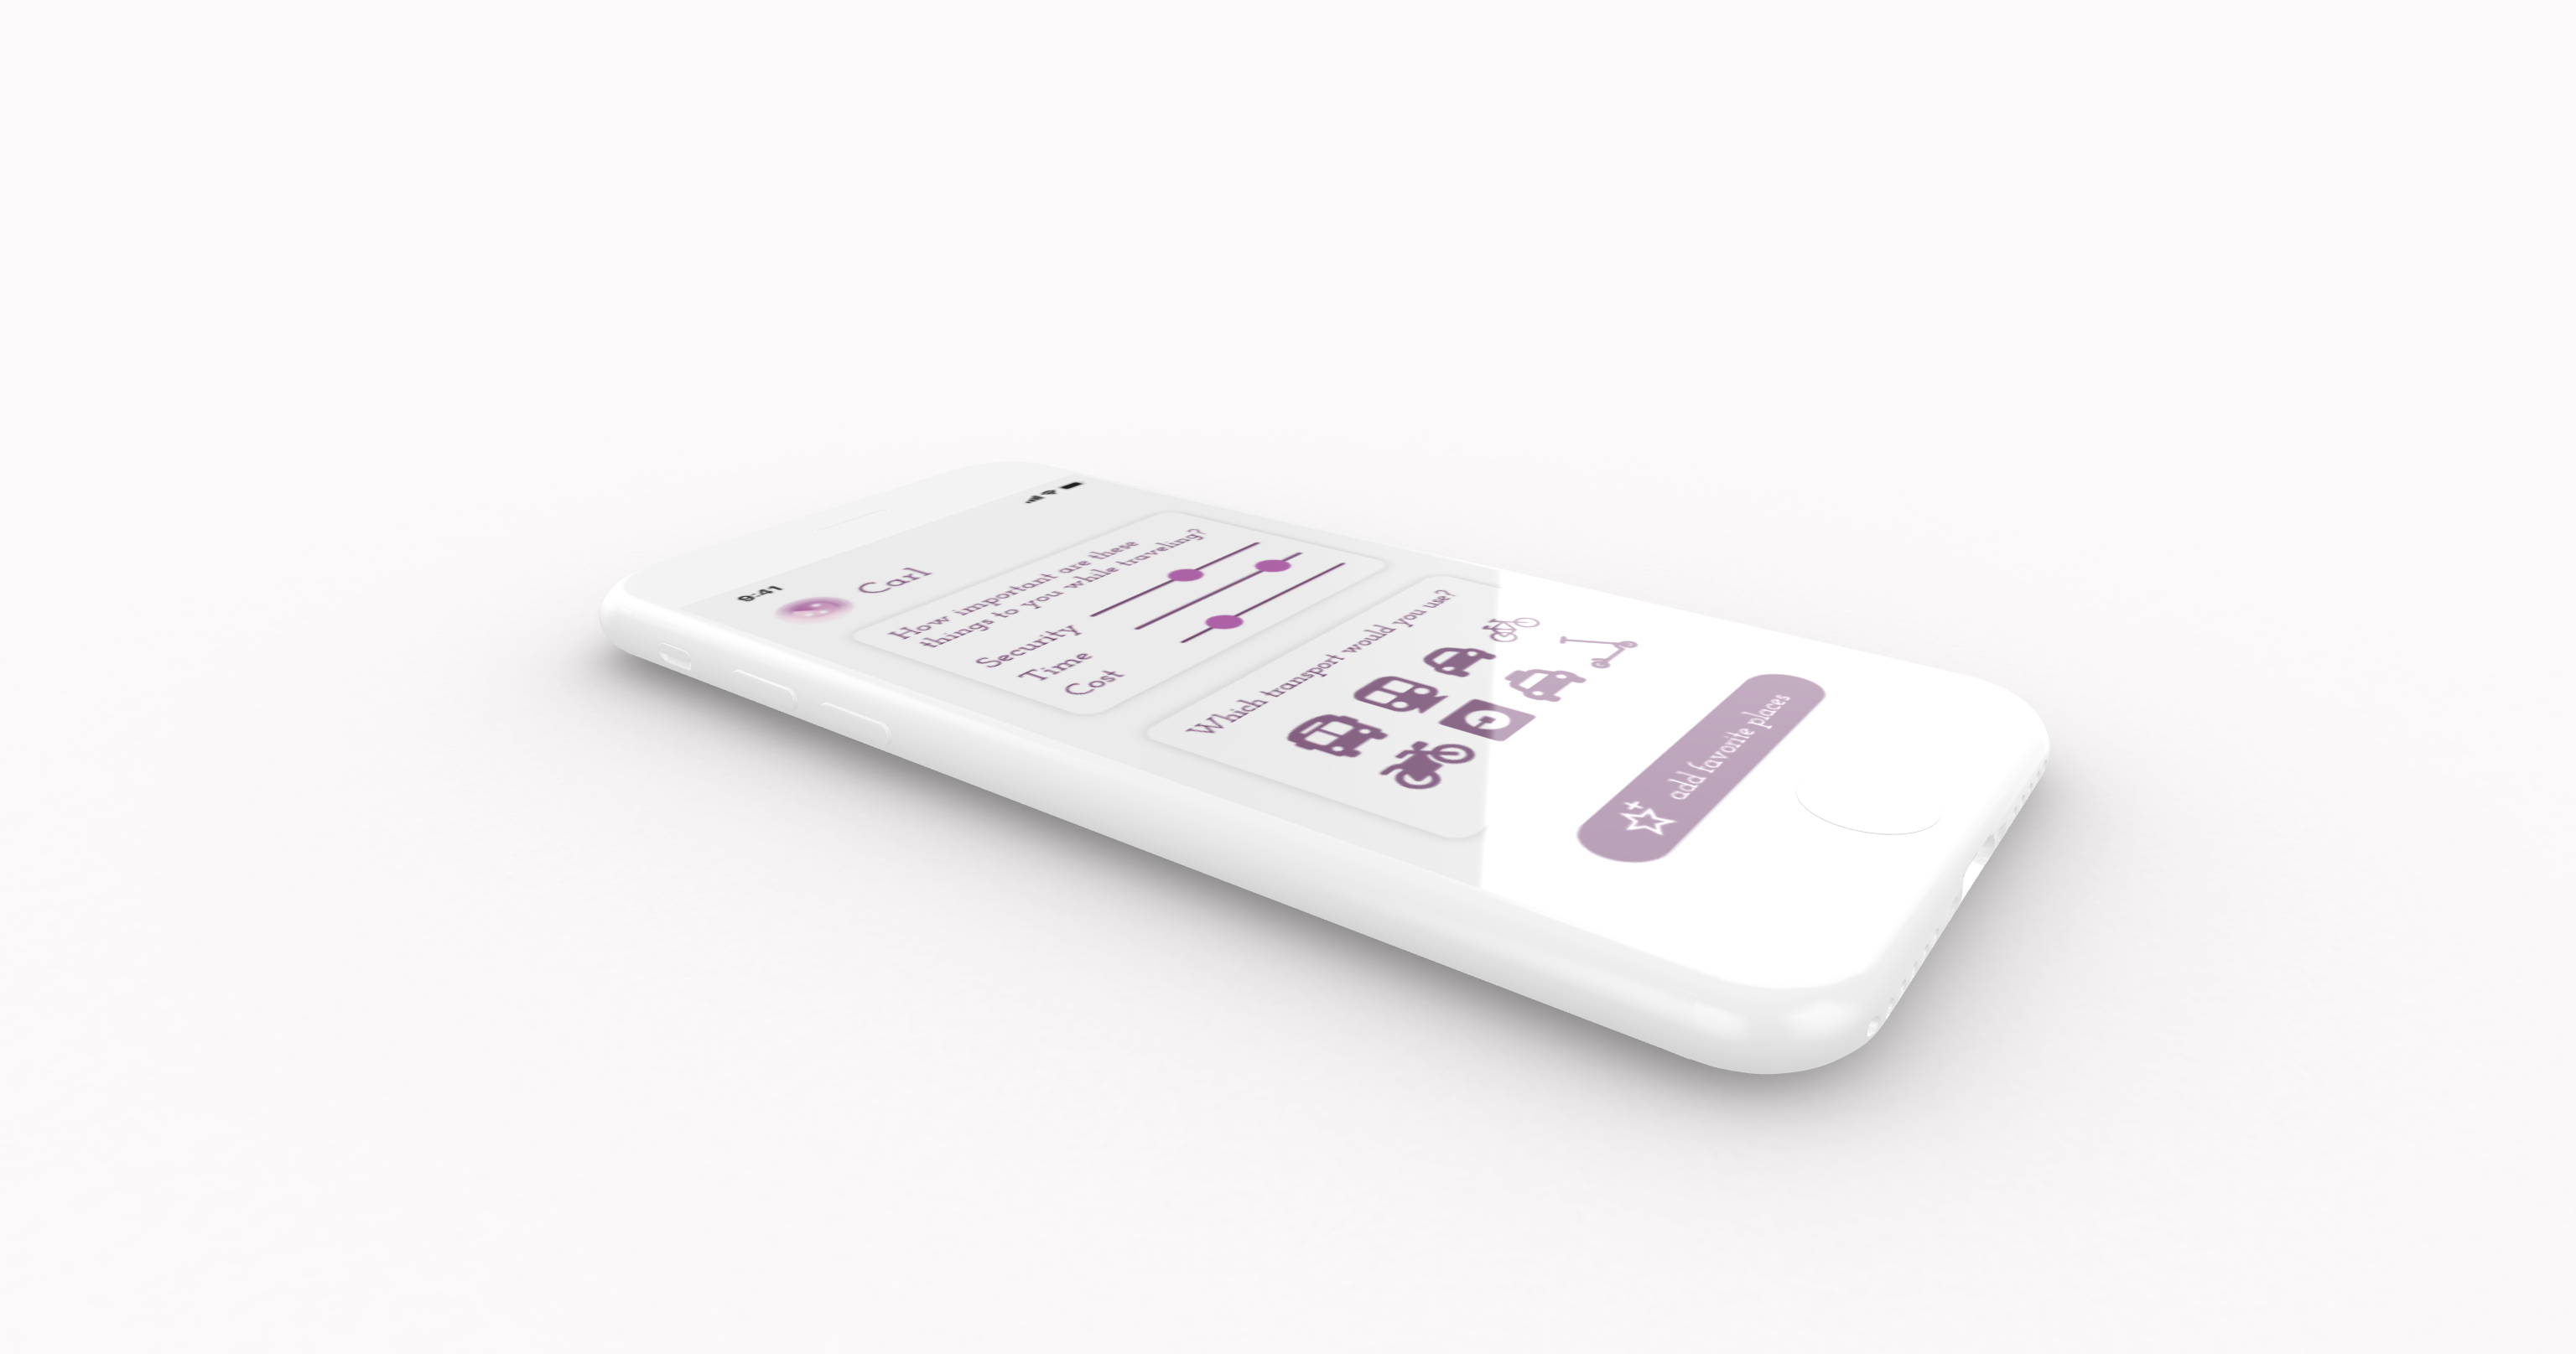 9:41
Carl
How important are these
things to you while traveling?
Security
Time
Cost
Which transport would you use?
add favorite places